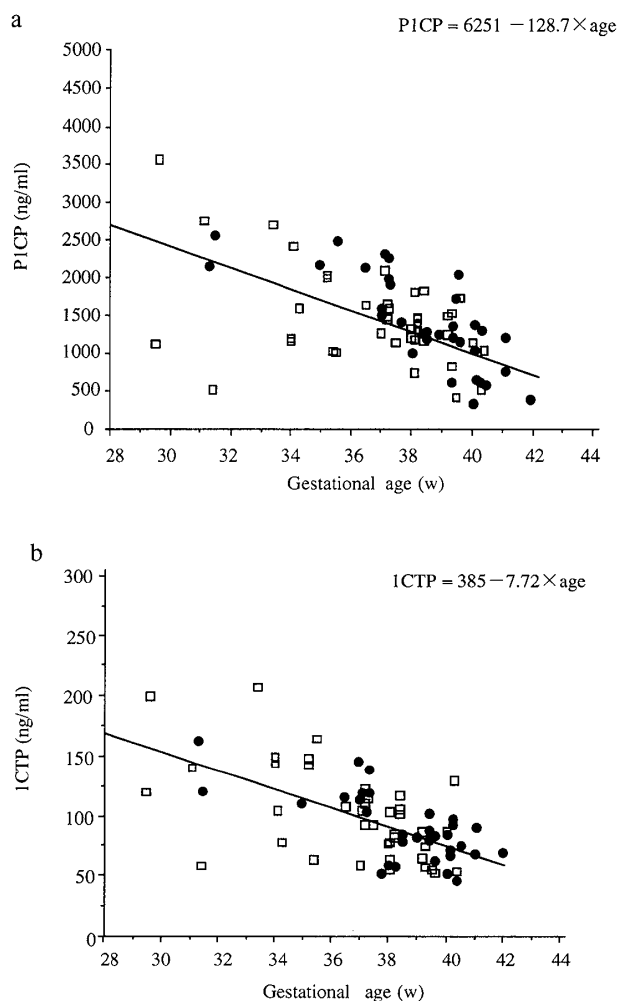 a
P1CP = 6251 − 128.7 × age
5000
4500
4000
3500
3000
2500
2000
1500
1000
500
0
P1CP (ng/ml)
28 30 32 34 36 38 40 42 44
Gestational age (w)
b
1CTP = 385 − 7.72 × age
300
250
200
150
100
50
0
1CTP (ng/ml)
28 30 32 34 36 38 40 42 44
Gestational age (w)